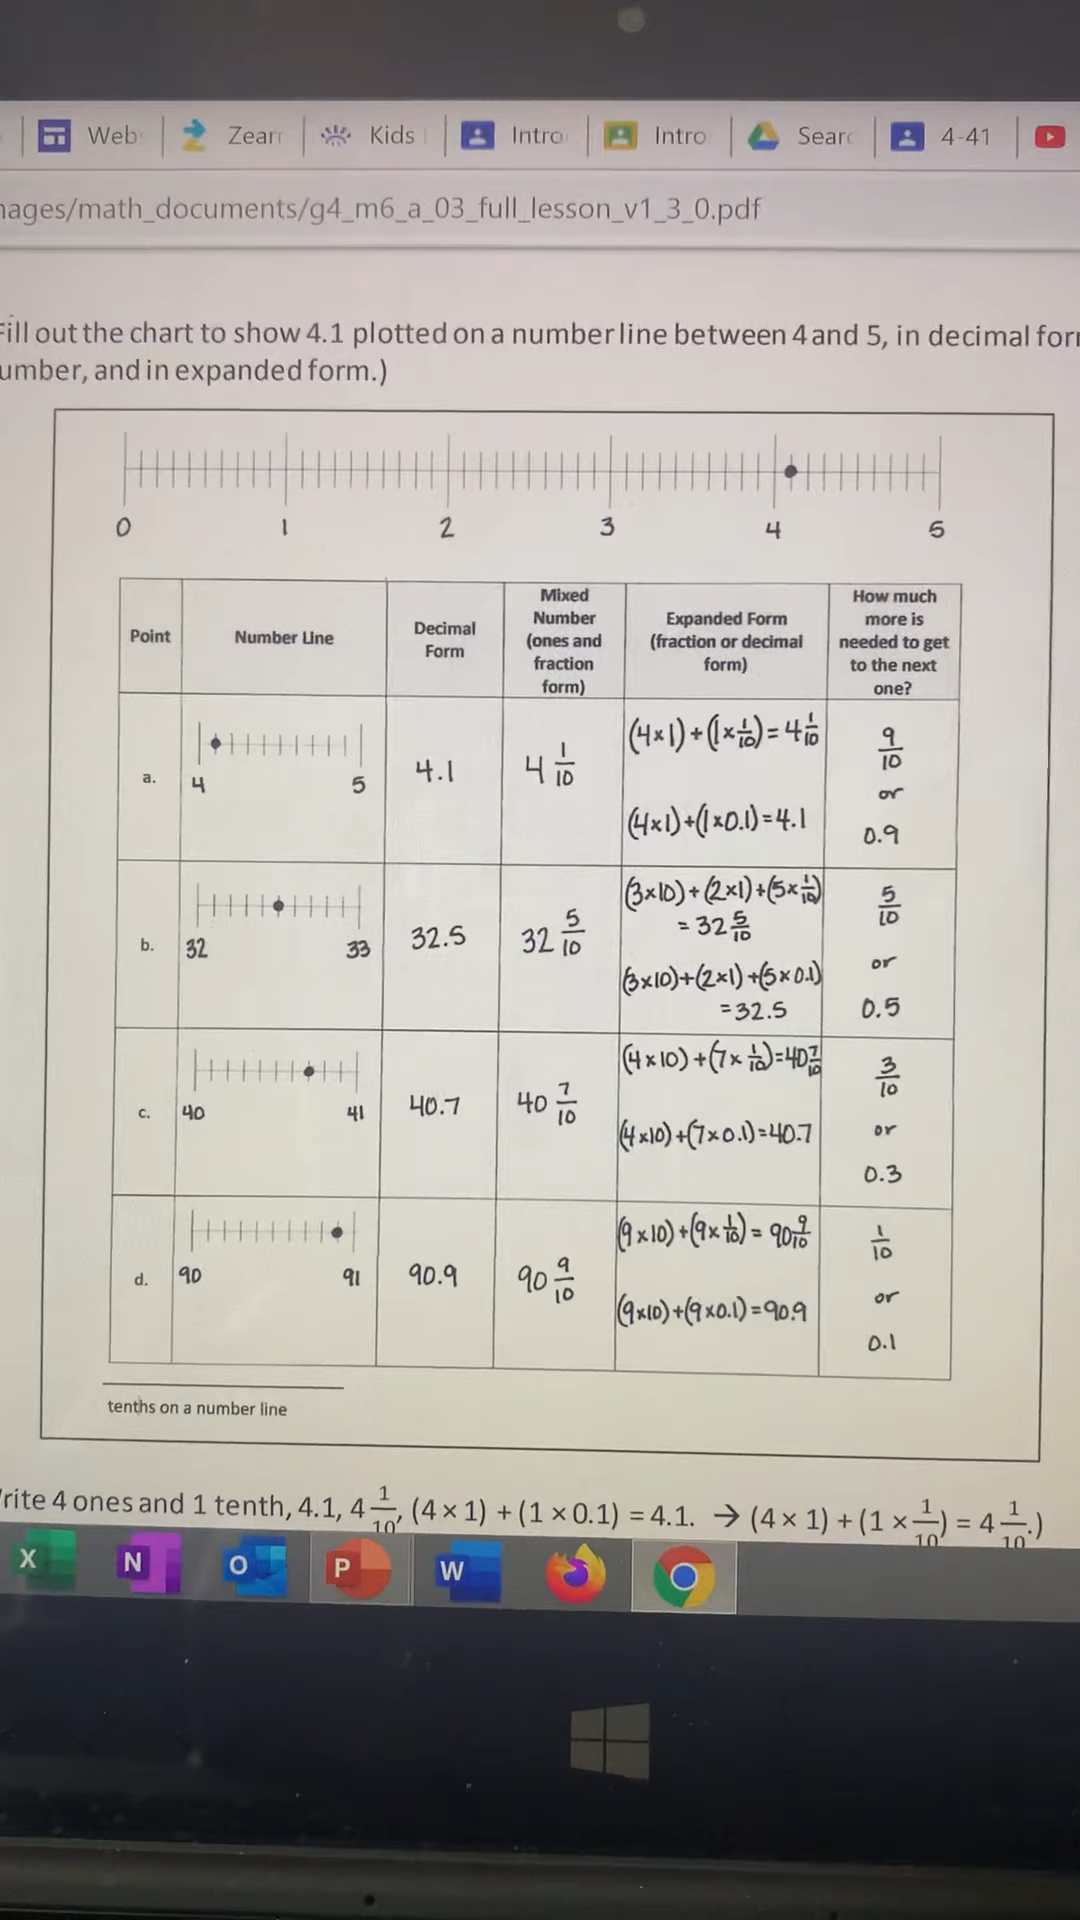 Web
Zearn
Kids
Intro
Intro
Searc
4-41
ages/math_documents/g4_m6_a_03_full_lesson_v1_3_0.pdf
Fill out the chart to show 4.1 plotted on a number line between 4 and 5, in decimal for
umber, and in expanded form.)
0 1 2 3 4 5
Point
Number Line
Decimal
Form
Mixed
Number
(ones and
fraction
form)
Expanded Form
(fraction or decimal
form)
How much
more is
needed to get
to the next
one?
a.
4 5
4.1
4 1/10
(4×1)+(1×1/10)=4 1/10
(4×1)+(1×0.1)=4.1
9/10
or
0.9
b.
32 33
32.5
32 5/10
(3×10)+(2×1)+(5×1/10)
=32 5/10
(3×10)+(2×1)+(5×0.1)
=32.5
5/10
or
0.5
c.
40 41
40.7
40 7/10
(4×10)+(7×1/10)=40 7/10
(4×10)+(7×0.1)=40.7
3/10
or
0.3
d.
90 91
90.9
90 9/10
(9×10)+(9×1/10)=90 9/10
(9×10)+(9×0.1)=90.9
1/10
or
0.1
tenths on a number line
rite 4 ones and 1 tenth, 4.1, 4 1/10, (4 × 1) + (1 × 0.1) = 4.1. → (4 × 1) + (1 × 1/10) = 4 1/10.)
X
N
O
P
W